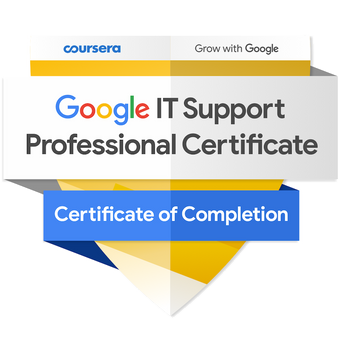 coursera Grow with Google
Google IT Support
Professional Certificate
Certificate of Completion